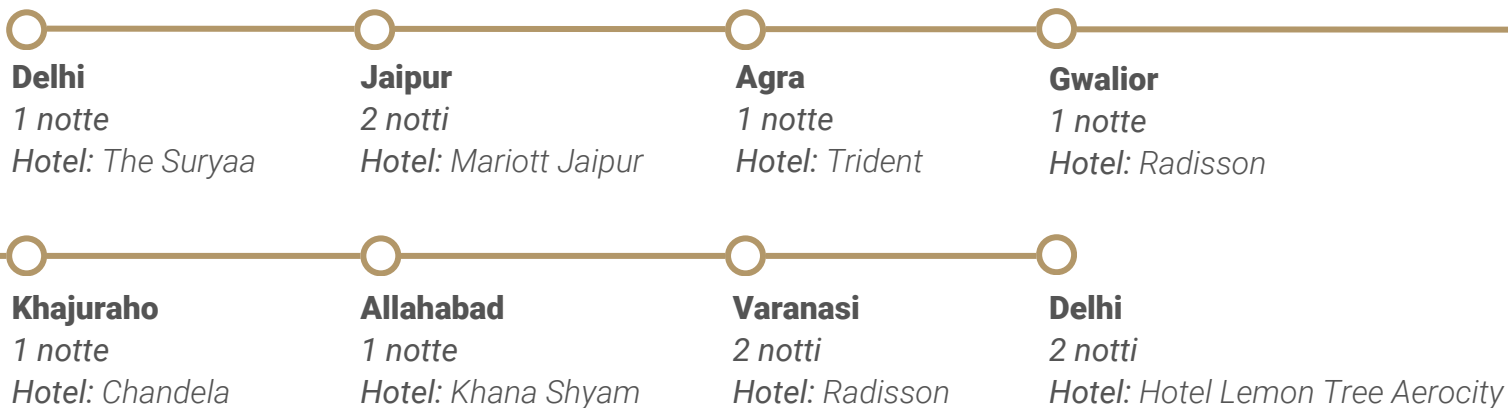 Delhi
1 notte
Hotel: The Suryaa
Jaipur
2 notti
Hotel: Mariott Jaipur
Agra
1 notte
Hotel: Trident
Gwalior
1 notte
Hotel: Radisson
Khajuraho
1 notte
Hotel: Chandela
Allahabad
1 notte
Hotel: Khana Shyam
Varanasi
2 notti
Hotel: Radisson
Delhi
2 notti
Hotel: Hotel Lemon Tree Aerocity